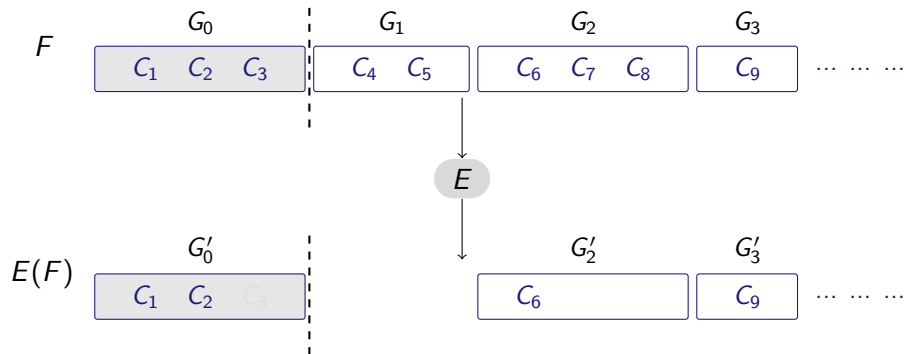 G₀ G₁ G₂ G₃
F C₁ C₂ C₃ C₄ C₅ C₆ C₇ C₈ C₉ ... ... ...
E
G′₀ G′₂ G′₃
E(F) C₁ C₂ C₃ C₆ C₉ ... ... ...